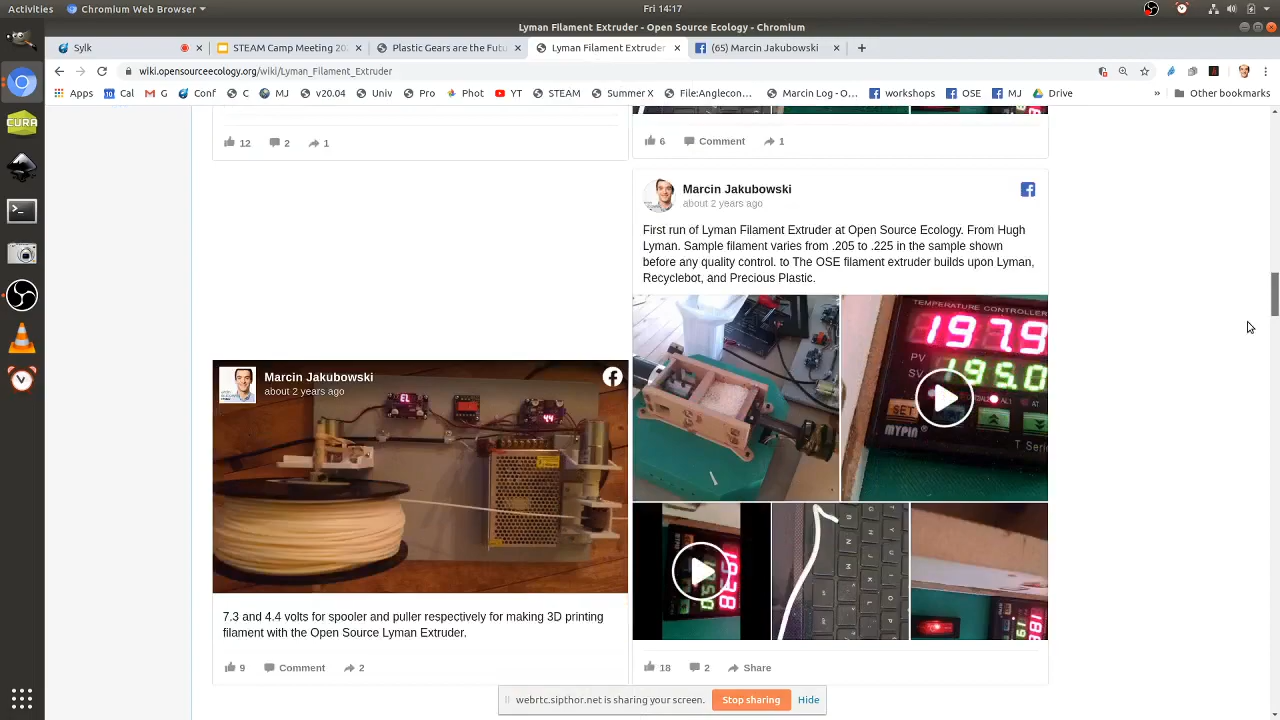 Activities
Chromium Web Browser
Fri 14:17
Lyman Filament Extruder - Open Source Ecology - Chromium
Sylk
STEAM Camp Meeting 202
Plastic Gears are the Futu
Lyman Filament Extruder
(65) Marcin Jakubowski
wiki.opensourceecology.org/wiki/Lyman_Filament_Extruder
Apps
Cal
G
Conf
C
MJ
v20.04
Univ
Pro
Phot
YT
STEAM
Summer X
File:Anglecon...
Marcin Log - O...
workshops
OSE
MJ
Drive
»
Other bookmarks
CURA
12
2
1
6
Comment
1
Marcin Jakubowski
about 2 years ago
First run of Lyman Filament Extruder at Open Source Ecology. From Hugh
Lyman. Sample filament varies from .205 to .225 in the sample shown
before any quality control. to The OSE filament extruder builds upon Lyman,
Recyclebot, and Precious Plastic.
TEMPERATURE CONTROLLER
197.9
PV
SV
195.0
AL1
AT
SET
MYPIN
T Seri
Marcin Jakubowski
about 2 years ago
7.3 and 4.4 volts for spooler and puller respectively for making 3D printing
filament with the Open Source Lyman Extruder.
9
Comment
2
18
2
Share
webrtc.sipthor.net is sharing your screen.
Stop sharing
Hide